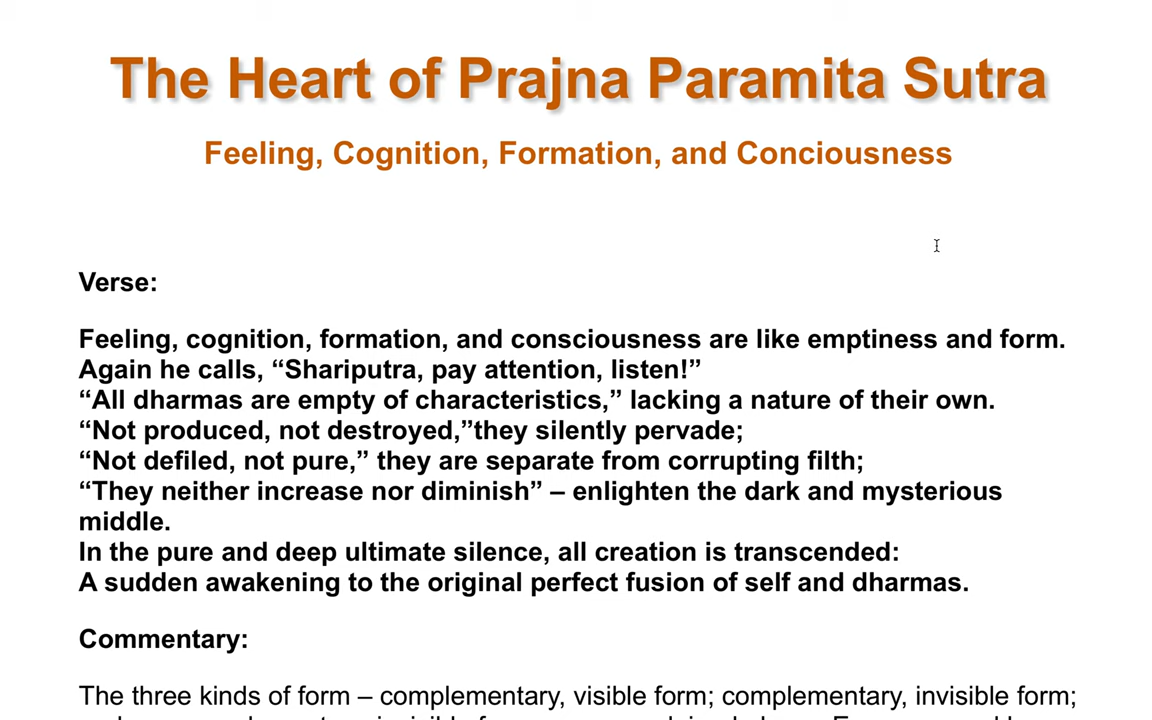 The Heart of Prajna Paramita Sutra
Feeling, Cognition, Formation, and Conciousness
Verse:
Feeling, cognition, formation, and consciousness are like emptiness and form.
Again he calls, “Shariputra, pay attention, listen!”
“All dharmas are empty of characteristics,” lacking a nature of their own.
“Not produced, not destroyed,”they silently pervade;
“Not defiled, not pure,” they are separate from corrupting filth;
“They neither increase nor diminish” – enlighten the dark and mysterious
middle.
In the pure and deep ultimate silence, all creation is transcended:
A sudden awakening to the original perfect fusion of self and dharmas.
Commentary:
The three kinds of form – complementary, visible form; complementary, invisible form;